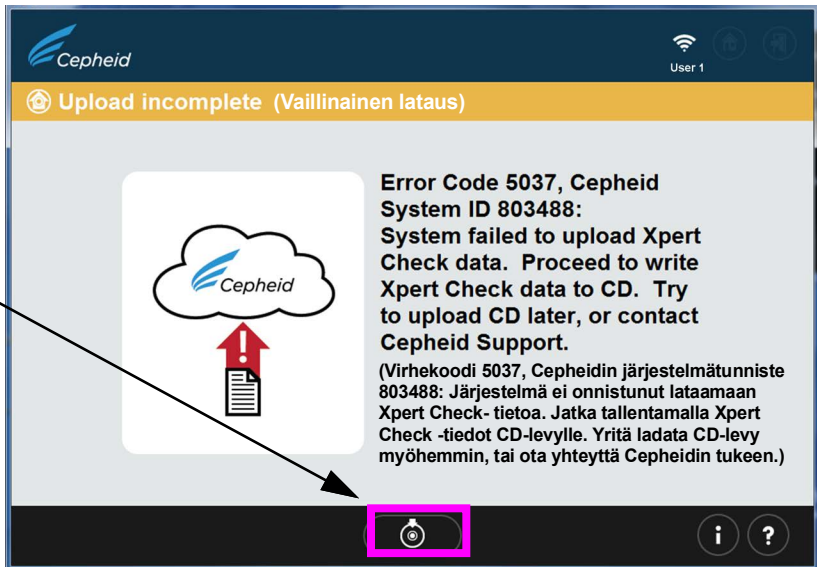 Cepheid
User 1
Upload incomplete (Vaillinainen lataus)
Cepheid
Error Code 5037, Cepheid
System ID 803488:
System failed to upload Xpert
Check data. Proceed to write
Xpert Check data to CD. Try
to upload CD later, or contact
Cepheid Support.
(Virhekoodi 5037, Cepheidin järjestelmätunniste
803488: Järjestelmä ei onnistunut lataamaan
Xpert Check- tietoa. Jatka tallentamalla Xpert
Check -tiedot CD-levylle. Yritä ladata CD-levy
myöhemmin, tai ota yhteyttä Cepheidin tukeen.)
i ?